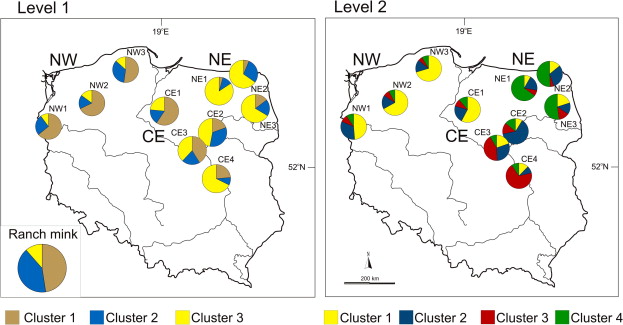 Level 1
Level 2
19°E
19°E
NW
NE
NW3
NW2
NW1
CE1
NE1
NE2
NE3
CE2
CE
CE3
CE4
52°N
Ranch mink
NW
NE
NW3
NW2
NW1
CE1
NE1
NE2
NE3
CE2
CE
CE3
CE4
52°N
N
200 km
Cluster 1 Cluster 2 Cluster 3
Cluster 1 Cluster 2 Cluster 3 Cluster 4